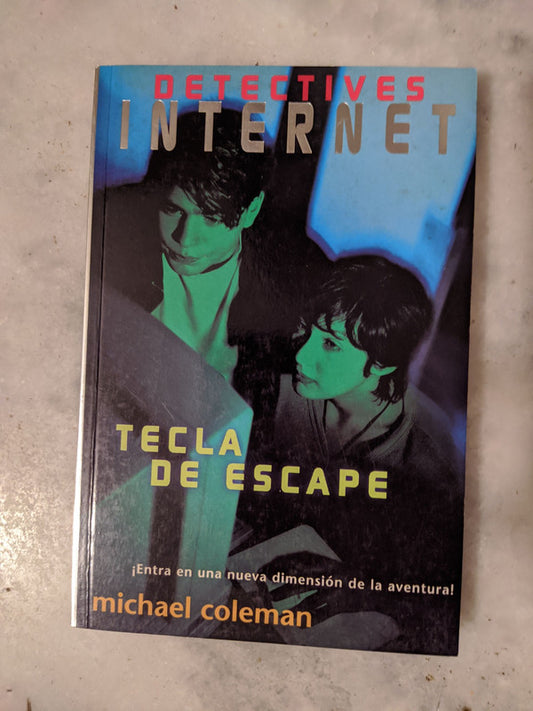 DETECTIVES
INTERNET
TECLA
DE ESCAPE
¡Entra en una nueva dimensión de la aventura!
michael coleman